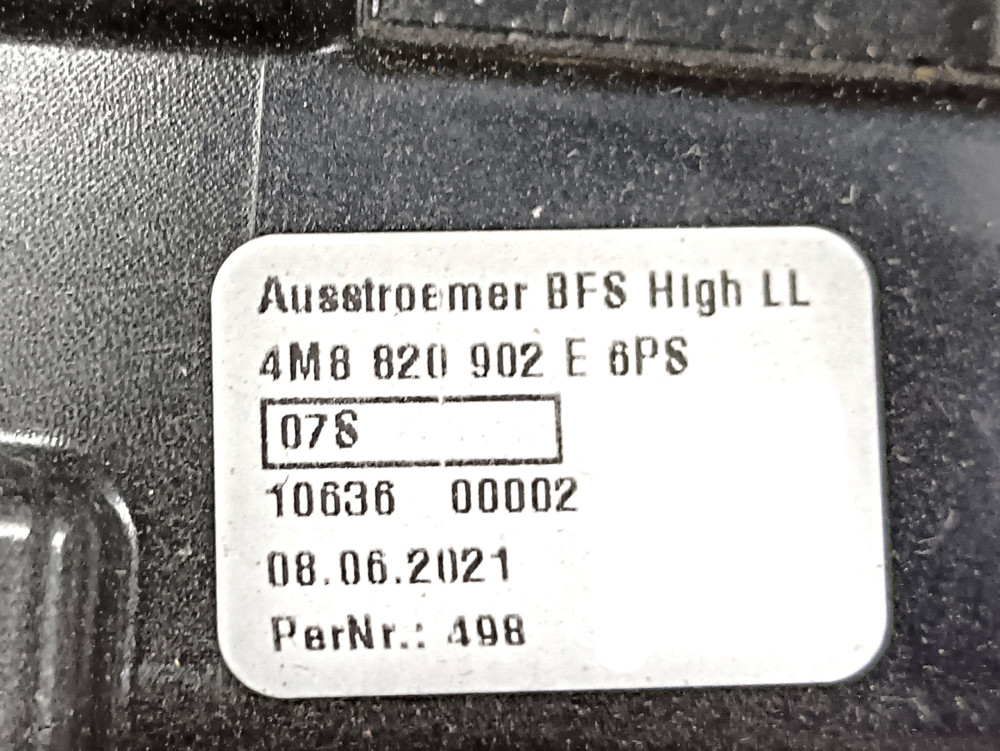 Ausstroemer BFS High LL
4M8 820 902 E 6PS
07S
10636 00002
08.06.2021
PerNr.: 498